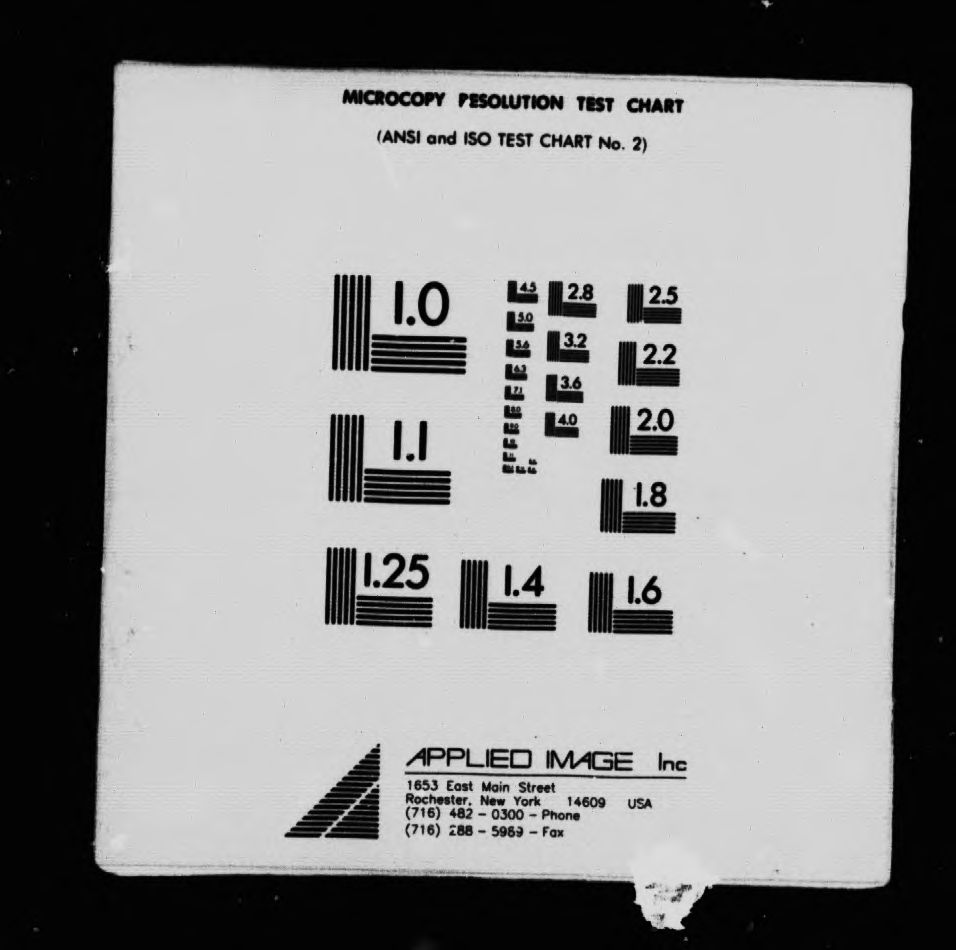 MICROCOPY PESOLUTION TEST CHART
(ANSI and ISO TEST CHART No. 2)
1.0
4.5
2.8
2.5
5.0
3.2
2.2
5.6
6.3
3.6
7.1
2.0
8.0
4.0
1.1
1.8
1.25
1.4
1.6
APPLIED IMAGE Inc
1653 East Main Street
Rochester, New York 14609 USA
(716) 482 - 0300 - Phone
(716) 288 - 5989 - Fax